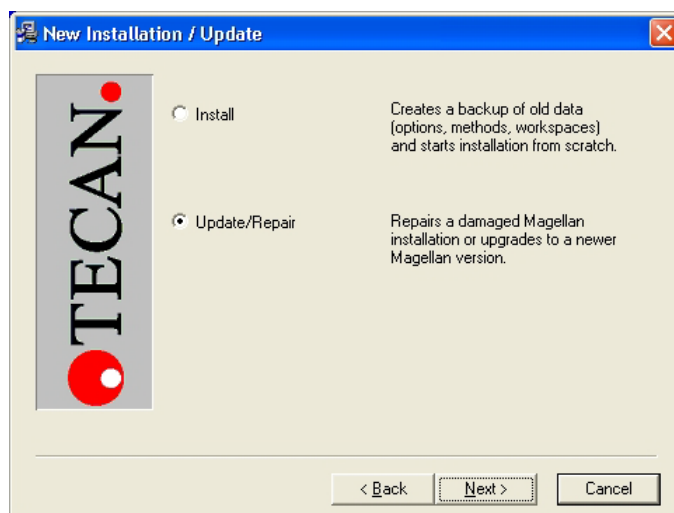 New Installation / Update
TECAN.
Install
Creates a backup of old data
(options, methods, workspaces)
and starts installation from scratch.
Update/Repair
Repairs a damaged Magellan
installation or upgrades to a newer
Magellan version.
< Back
Next >
Cancel